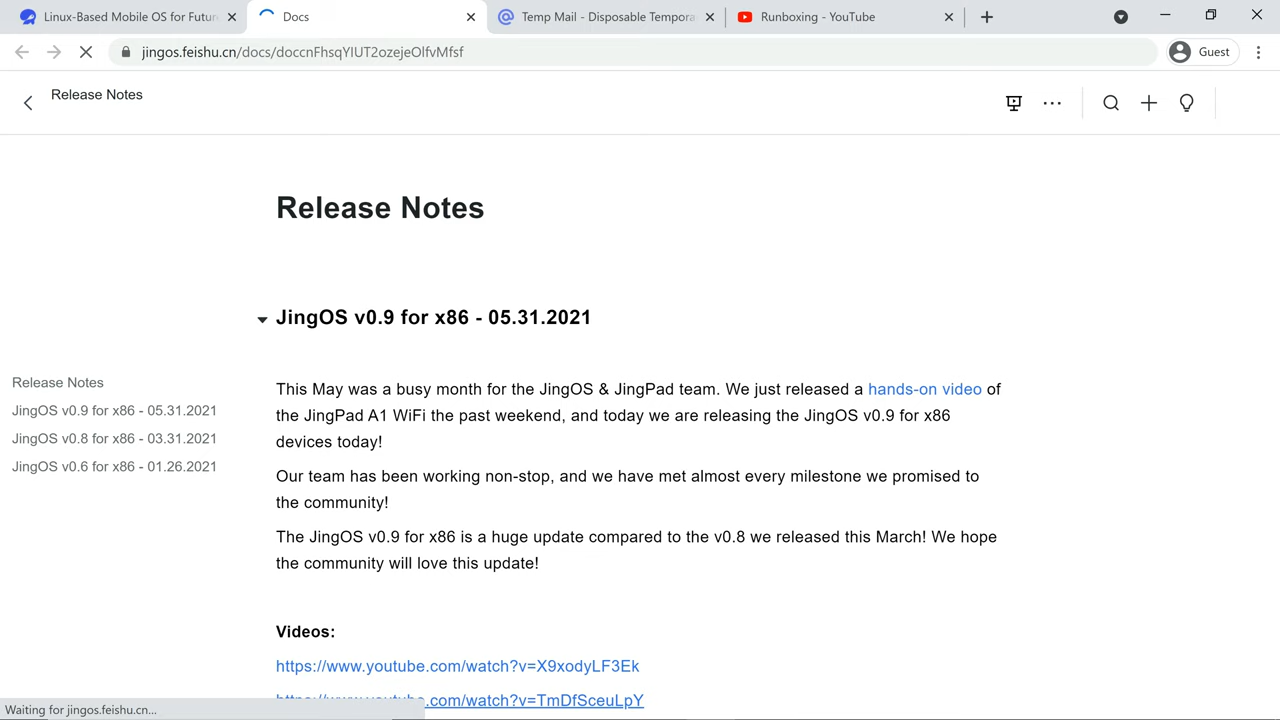 Linux-Based Mobile OS for Futur
Docs
Temp Mail - Disposable Tempora
Runboxing - YouTube
jingos.feishu.cn/docs/doccnFhsqYIUT2ozejeOlfvMfsf
Guest
Release Notes
Release Notes
JingOS v0.9 for x86 - 05.31.2021
Release Notes
JingOS v0.9 for x86 - 05.31.2021
JingOS v0.8 for x86 - 03.31.2021
JingOS v0.6 for x86 - 01.26.2021
This May was a busy month for the JingOS & JingPad team. We just released a hands-on video of
the JingPad A1 WiFi the past weekend, and today we are releasing the JingOS v0.9 for x86
devices today!
Our team has been working non-stop, and we have met almost every milestone we promised to
the community!
The JingOS v0.9 for x86 is a huge update compared to the v0.8 we released this March! We hope
the community will love this update!
Videos:
https://www.youtube.com/watch?v=X9xodyLF3Ek
https://www.youtube.com/watch?v=TmDfSceuLpY
Waiting for jingos.feishu.cn...